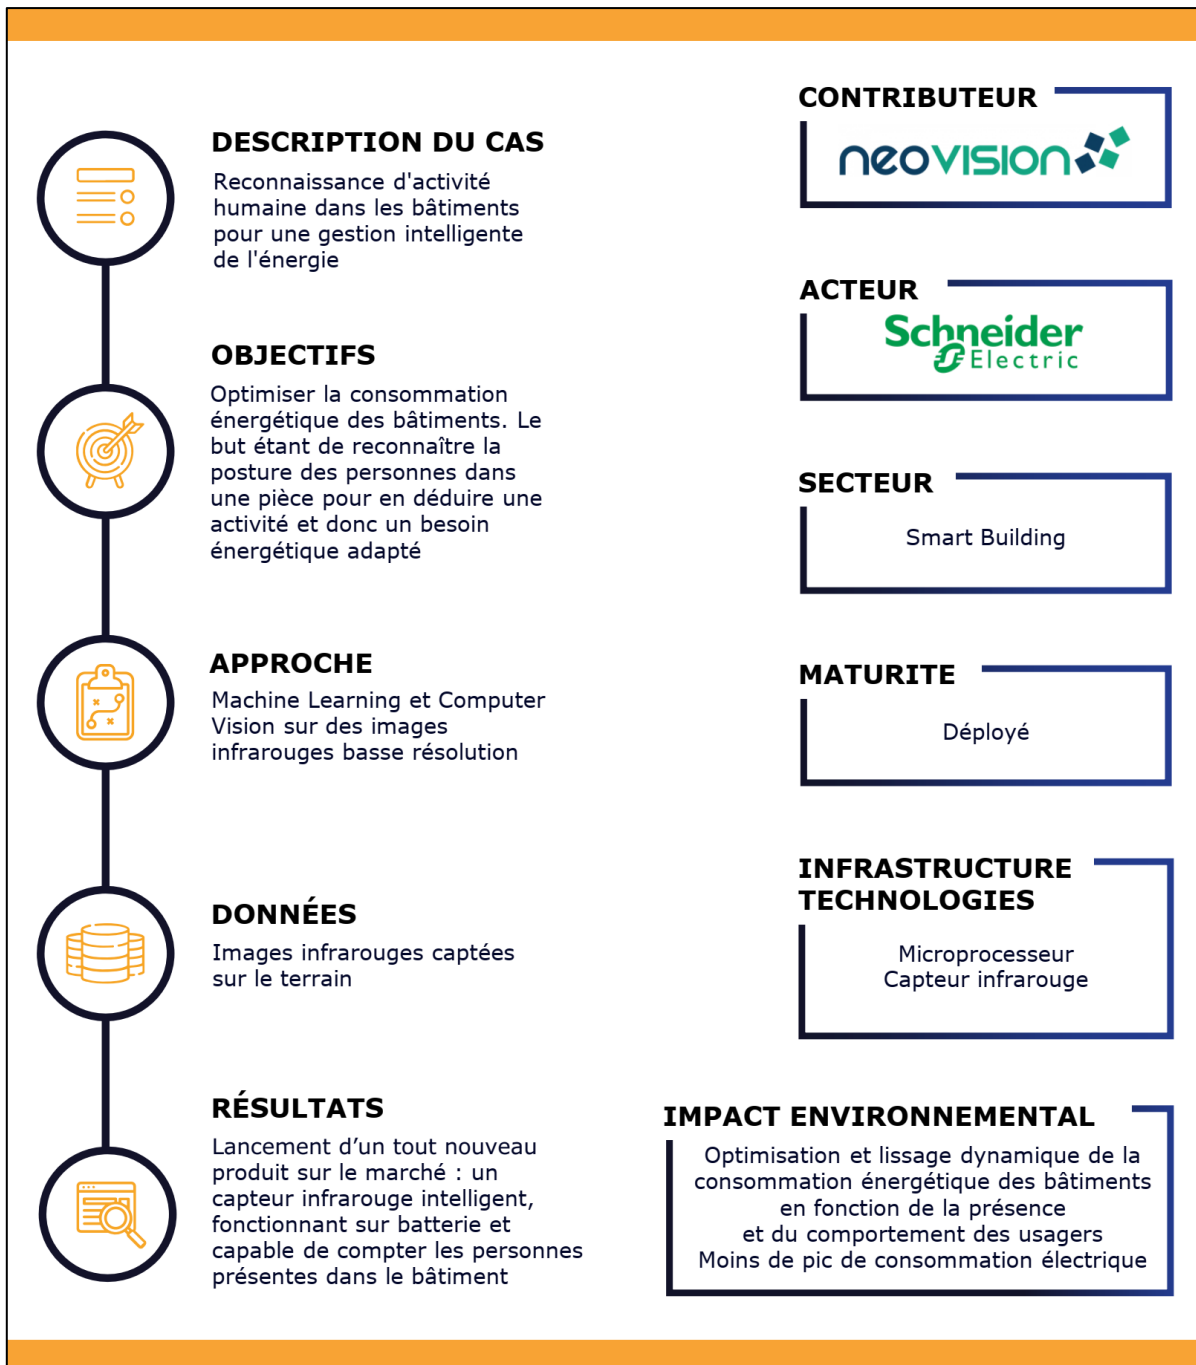 DESCRIPTION DU CAS
Reconnaissance d'activité
humaine dans les bâtiments
pour une gestion intelligente
de l'énergie
OBJECTIFS
Optimiser la consommation
énergétique des bâtiments. Le
but étant de reconnaître la
posture des personnes dans
une pièce pour en déduire une
activité et donc un besoin
énergétique adapté
APPROCHE
Machine Learning et Computer
Vision sur des images
infrarouges basse résolution
DONNÉES
Images infrarouges captées
sur le terrain
RÉSULTATS
Lancement d’un tout nouveau
produit sur le marché : un
capteur infrarouge intelligent,
fonctionnant sur batterie et
capable de compter les personnes
présentes dans le bâtiment
CONTRIBUTEUR
neovision
ACTEUR
Schneider
Electric
SECTEUR
Smart Building
MATURITE
Déployé
INFRASTRUCTURE
TECHNOLOGIES
Microprocesseur
Capteur infrarouge
IMPACT ENVIRONNEMENTAL
Optimisation et lissage dynamique de la
consommation énergétique des bâtiments
en fonction de la présence
et du comportement des usagers
Moins de pic de consommation électrique